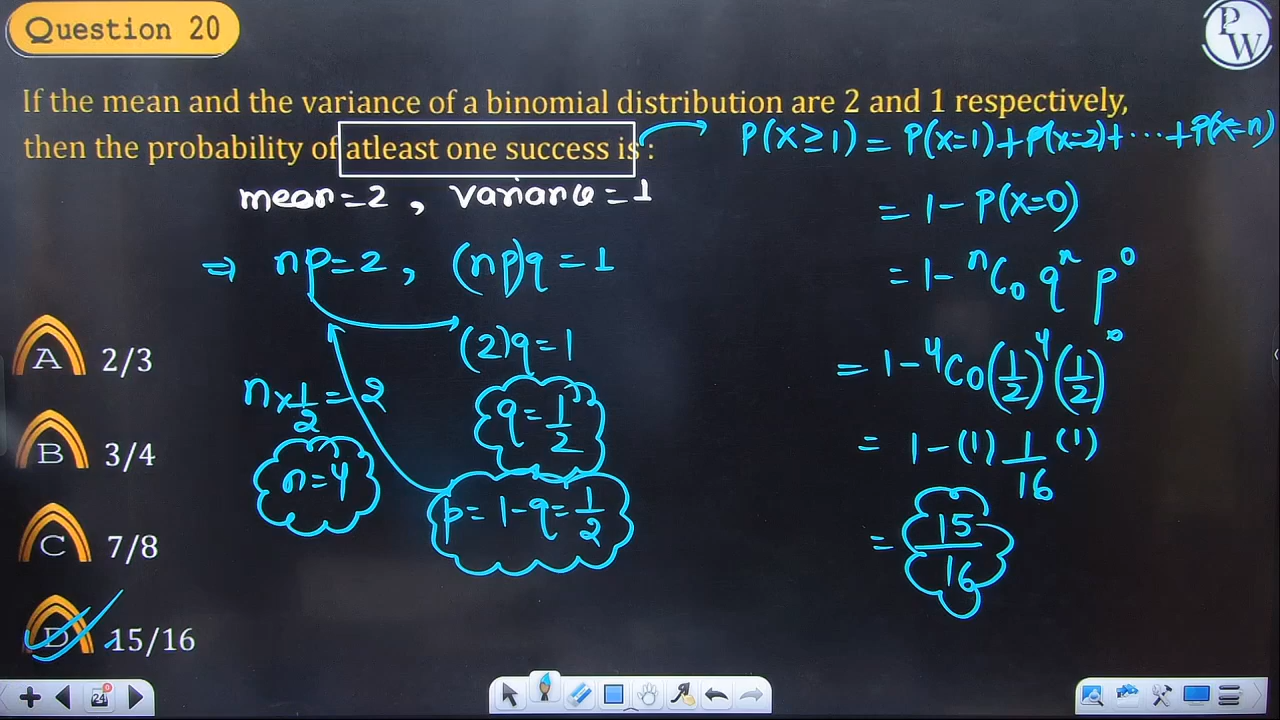 Question 20
PW
If the mean and the variance of a binomial distribution are 2 and 1 respectively,
then the probability of atleast one success is :
P(x≥1) = P(x=1)+P(x=2)+...+P(x=n)
mean=2 , variance=1
= 1-P(x=0)
⇒ np=2 , (np)q=1
= 1-ⁿC₀ qⁿ p⁰
(2)q=1
= 1-⁴C₀(1/2)⁴(1/2)⁰
A 2/3
n×1/2=2
q=1/2
= 1-(1) 1/16 (1)
B 3/4
n=4
p=1-q=1/2
= 15/16
C 7/8
D 15/16
24